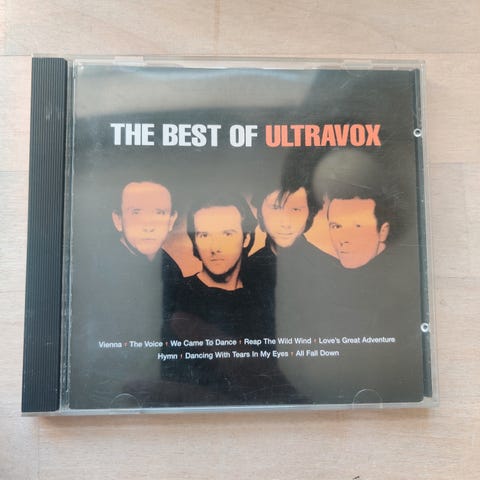 THE BEST OF ULTRAVOX
Vienna · The Voice · We Came To Dance · Reap The Wild Wind · Love's Great Adventure
Hymn · Dancing With Tears In My Eyes · All Fall Down